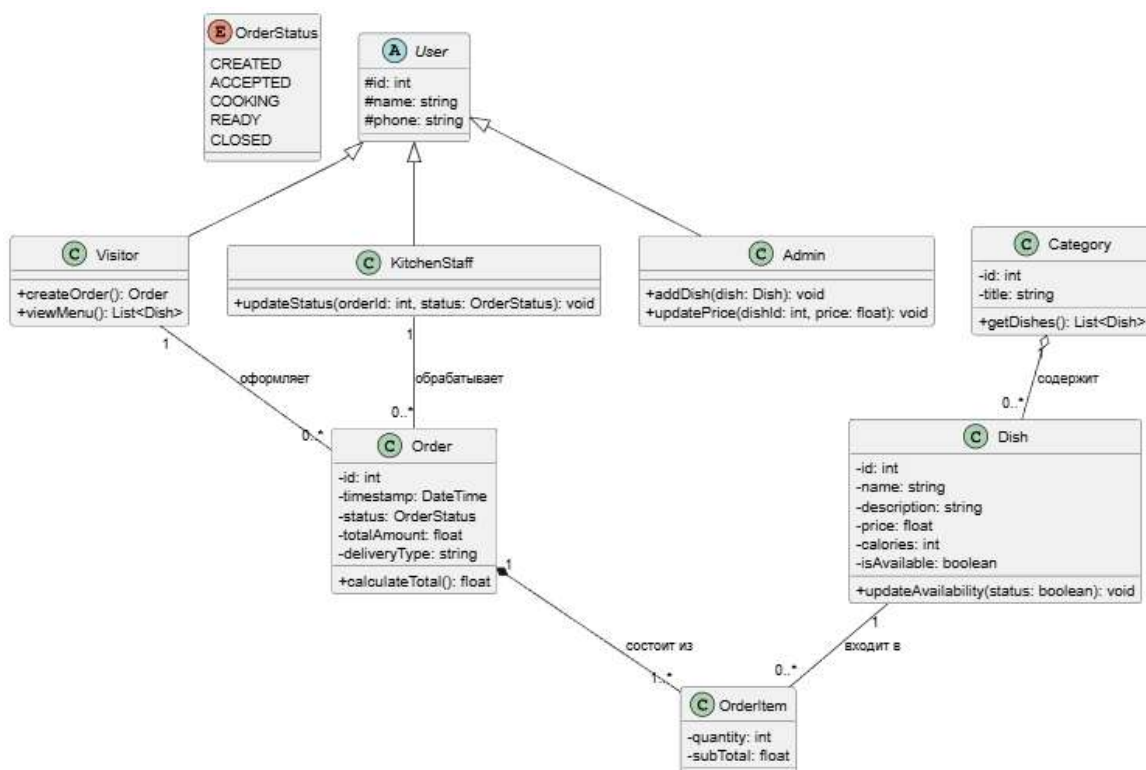 E OrderStatus
CREATED
ACCEPTED
COOKING
READY
CLOSED
A User
#id: int
#name: string
#phone: string
C Visitor
+createOrder(): Order
+viewMenu(): List<Dish>
C KitchenStaff
+updateStatus(orderId: int, status: OrderStatus): void
C Admin
+addDish(dish: Dish): void
+updatePrice(dishId: int, price: float): void
C Category
-id: int
-title: string
+getDishes(): List<Dish>
1
оформляет
0..*
1
обрабатывает
0..*
1
содержит
0..*
C Order
-id: int
-timestamp: DateTime
-status: OrderStatus
-totalAmount: float
-deliveryType: string
+calculateTotal(): float
C Dish
-id: int
-name: string
-description: string
-price: float
-calories: int
-isAvailable: boolean
+updateAvailability(status: boolean): void
1
состоит из
1..*
1
входит в
0..*
C OrderItem
-quantity: int
-subTotal: float